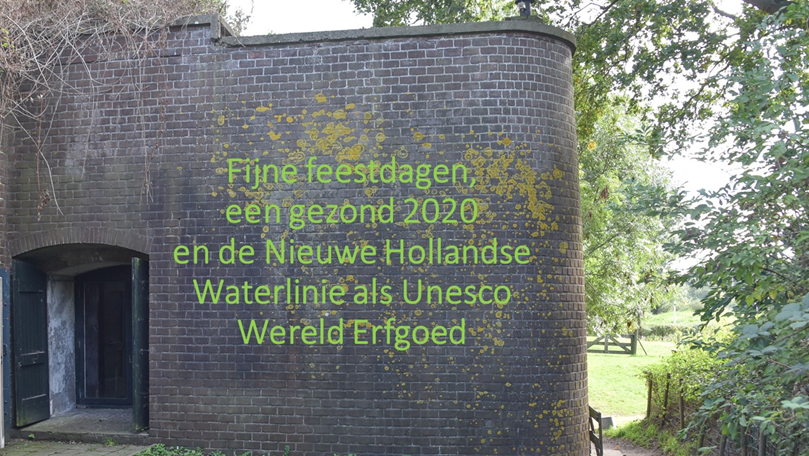 Fijne feestdagen,
een gezond 2020
en de Nieuwe Hollandse
Waterlinie als Unesco
Wereld Erfgoed